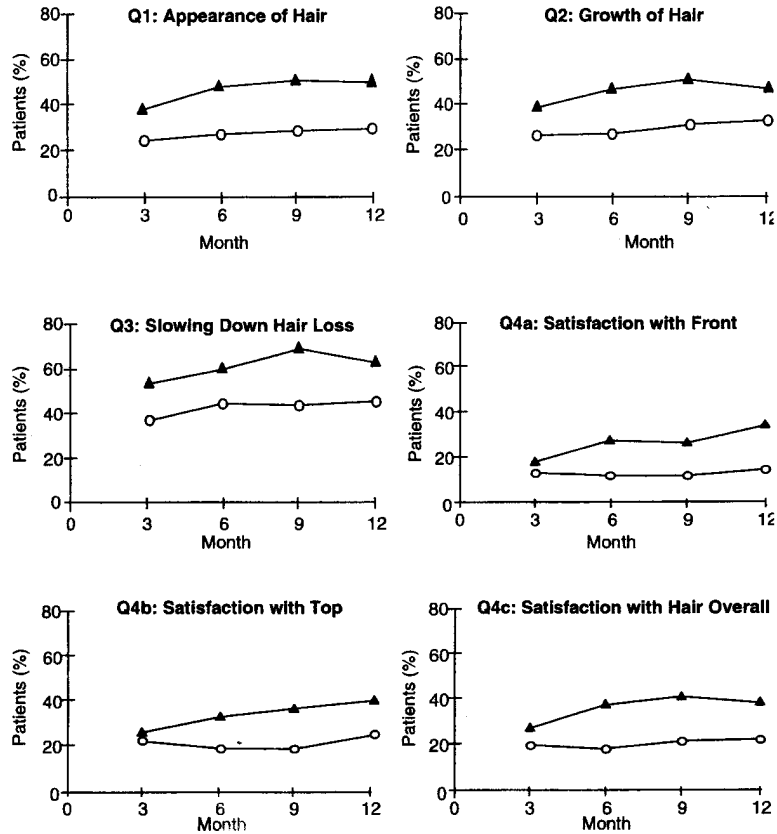 Q1: Appearance of Hair
80
60
40
20
0
Patients (%)
0 3 6 9 12
Month
Q2: Growth of Hair
80
60
40
20
0
Patients (%)
0 3 6 9 12
Month
Q3: Slowing Down Hair Loss
80
60
40
20
0
Patients (%)
0 3 6 9 12
Month
Q4a: Satisfaction with Front
80
60
40
20
0
Patients (%)
0 3 6 9 12
Month
Q4b: Satisfaction with Top
80
60
40
20
0
Patients (%)
0 3 6 9 12
Month
Q4c: Satisfaction with Hair Overall
80
60
40
20
0
Patients (%)
0 3 6 9 12
Month